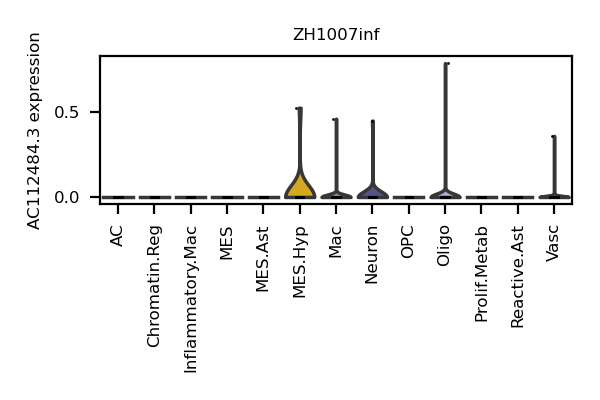 ZH1007inf
AC112484.3 expression
0.5
0.0
AC
Chromatin.Reg
Inflammatory.Mac
MES
MES.Ast
MES.Hyp
Mac
Neuron
OPC
Oligo
Prolif.Metab
Reactive.Ast
Vasc